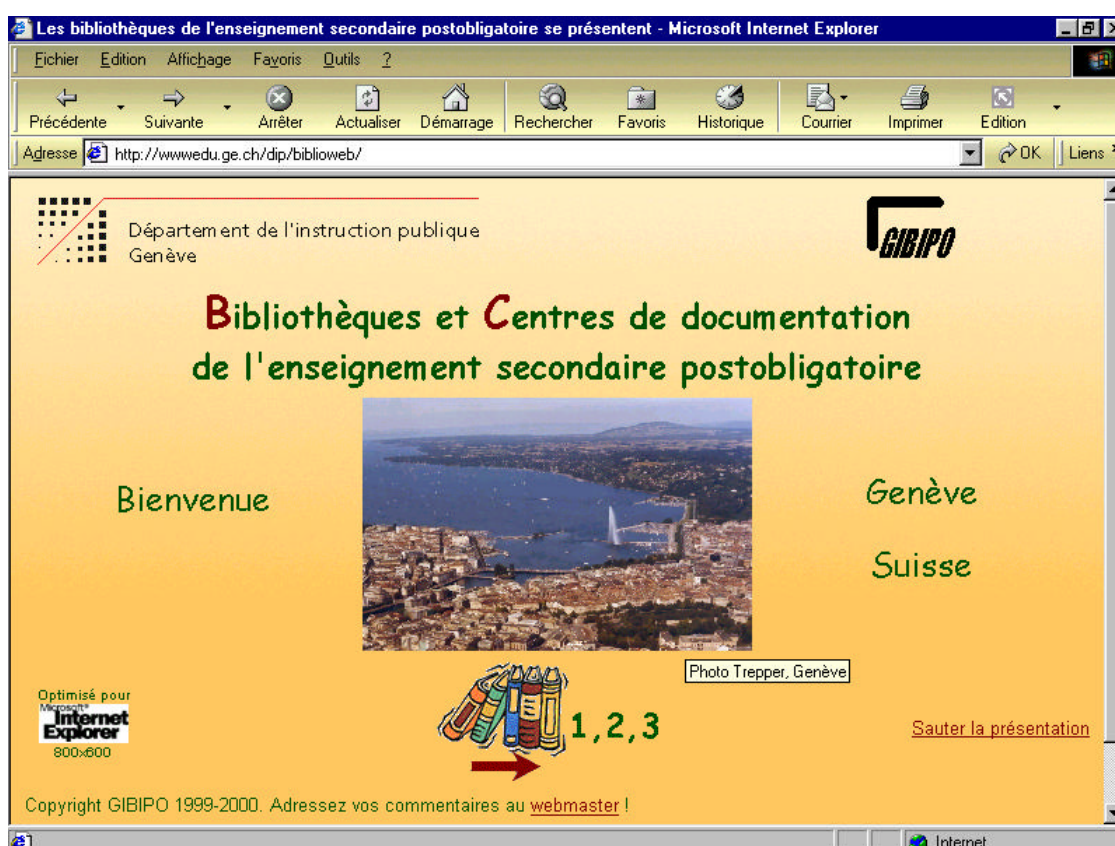 Les bibliothèques de l'enseignement secondaire postobligatoire se présentent - Microsoft Internet Explorer
Fichier Edition Affichage Favoris Outils ?
Précédente Suivante Arrêter Actualiser Démarrage Rechercher Favoris Historique Courrier Imprimer Edition
Adresse http://wwwedu.ge.ch/dip/biblioweb/ OK Liens
Département de l'instruction publique
Genève
GIBIPO
Bibliothèques et Centres de documentation
de l'enseignement secondaire postobligatoire
Bienvenue
Genève
Suisse
Photo Trepper, Genève
Optimisé pour
Microsoft
Internet
Explorer
800x600
1,2,3
Sauter la présentation
Copyright GIBIPO 1999-2000. Adressez vos commentaires au webmaster !
Internet